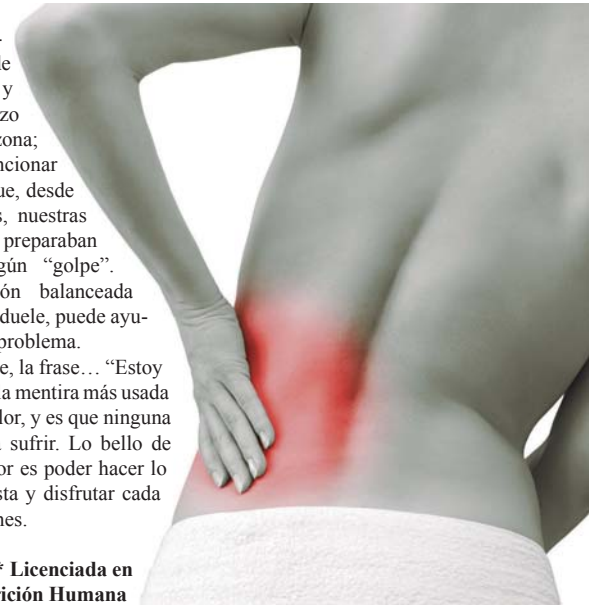 -
le
y
zo
zona;
ncionar
ue, desde
s, nuestras
preparaban
gún “golpe”.
ón balanceada
duele, puede ayu-
problema.
e, la frase… “Estoy
a mentira más usada
lor, y es que ninguna
sufrir. Lo bello de
or es poder hacer lo
sta y disfrutar cada
nes.
* Licenciada en
rición Humana